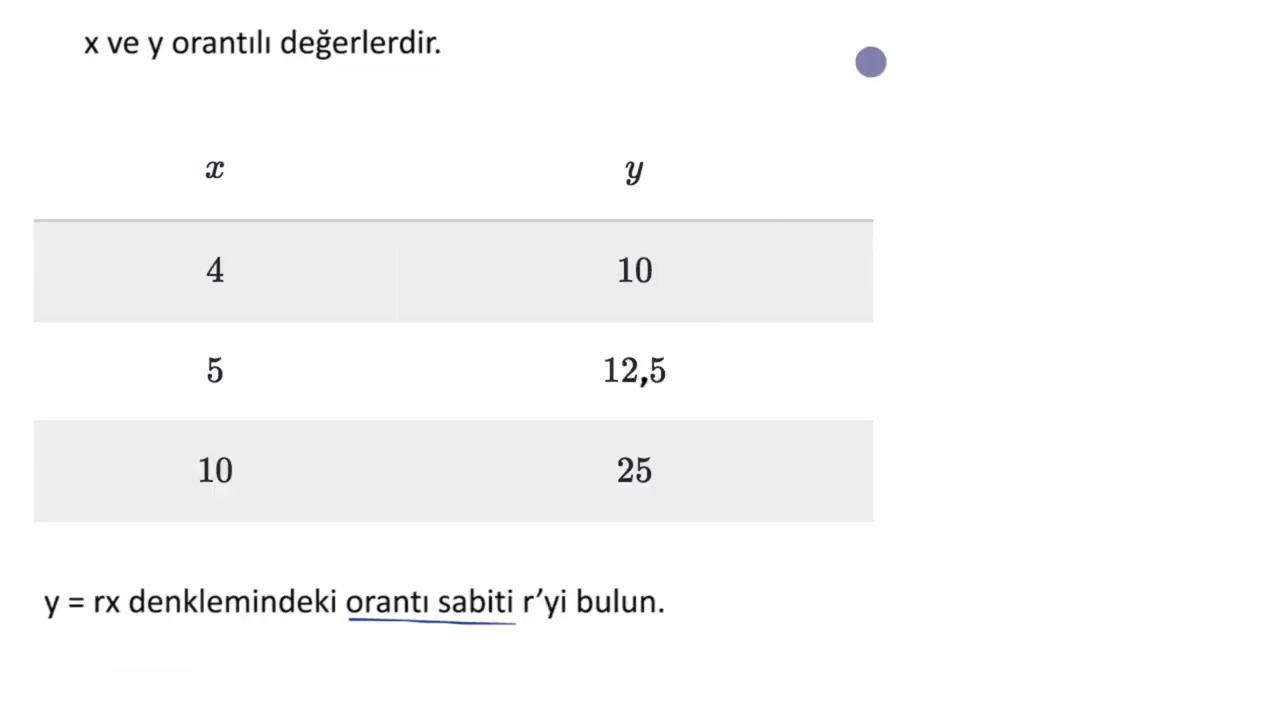 x ve y orantılı değerlerdir.
x y
4 10
5 12,5
10 25
y = rx denklemindeki orantı sabiti r’yi bulun.